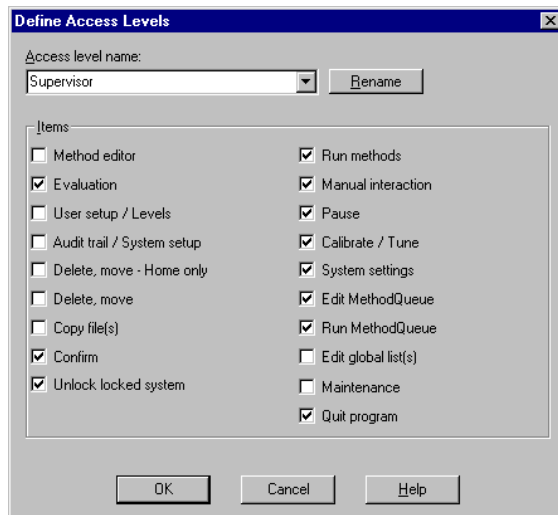 Define Access Levels
Access level name:
Supervisor
Rename
Items
Method editor
Evaluation
User setup / Levels
Audit trail / System setup
Delete, move - Home only
Delete, move
Copy file(s)
Confirm
Unlock locked system
Run methods
Manual interaction
Pause
Calibrate / Tune
System settings
Edit MethodQueue
Run MethodQueue
Edit global list(s)
Maintenance
Quit program
OK
Cancel
Help